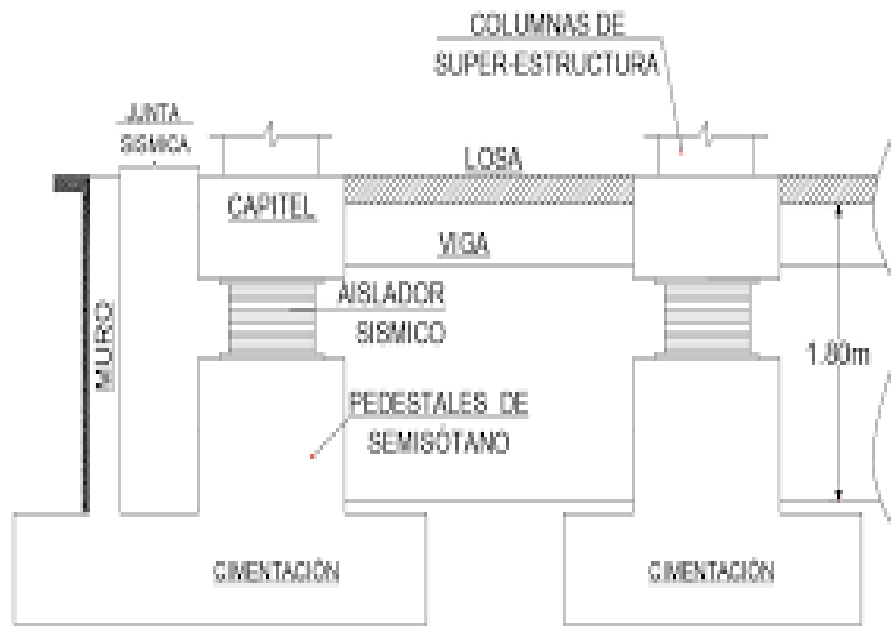 COLUMNAS DE
SUPER-ESTRUCTURA
JUNTA
SISMICA
LOSA
CAPITEL
VIGA
AISLADOR
SISMICO
MURO
1.80m
PEDESTALES DE
SEMISÓTANO
CIMENTACIÓN
CIMENTACIÓN